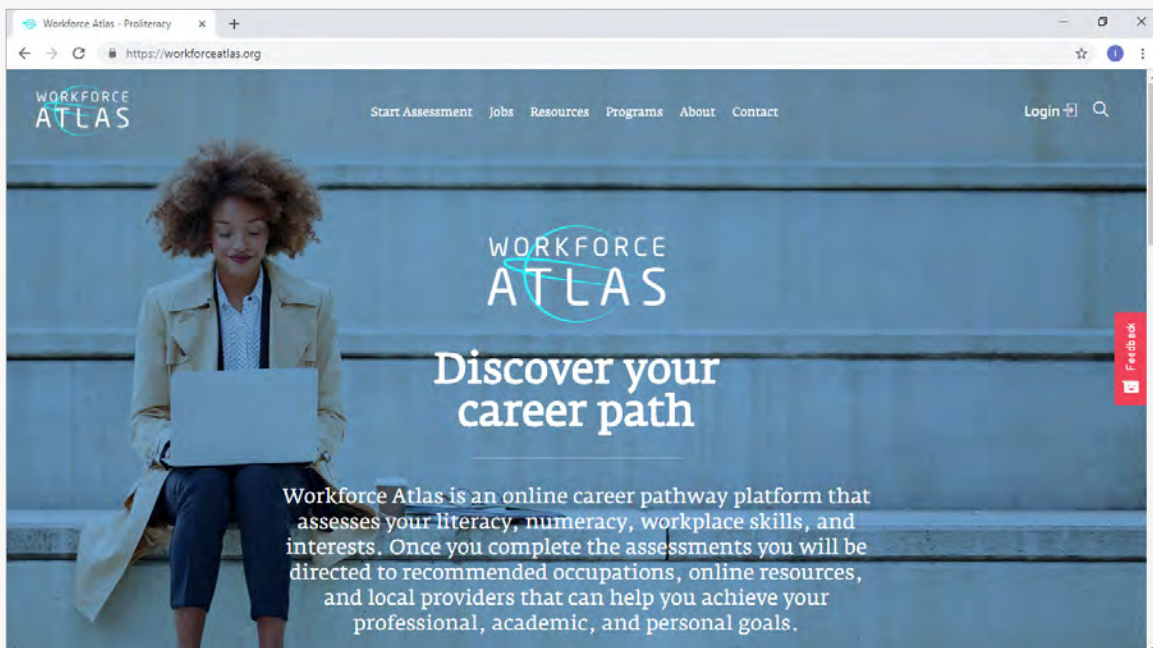 Workforce Atlas - Proliteracy
https://workforceatlas.org
WORKFORCE
ATLAS
Start Assessment Jobs Resources Programs About Contact
Login
WORKFORCE
ATLAS
Discover your
career path
Feedback
Workforce Atlas is an online career pathway platform that
assesses your literacy, numeracy, workplace skills, and
interests. Once you complete the assessments you will be
directed to recommended occupations, online resources,
and local providers that can help you achieve your
professional, academic, and personal goals.